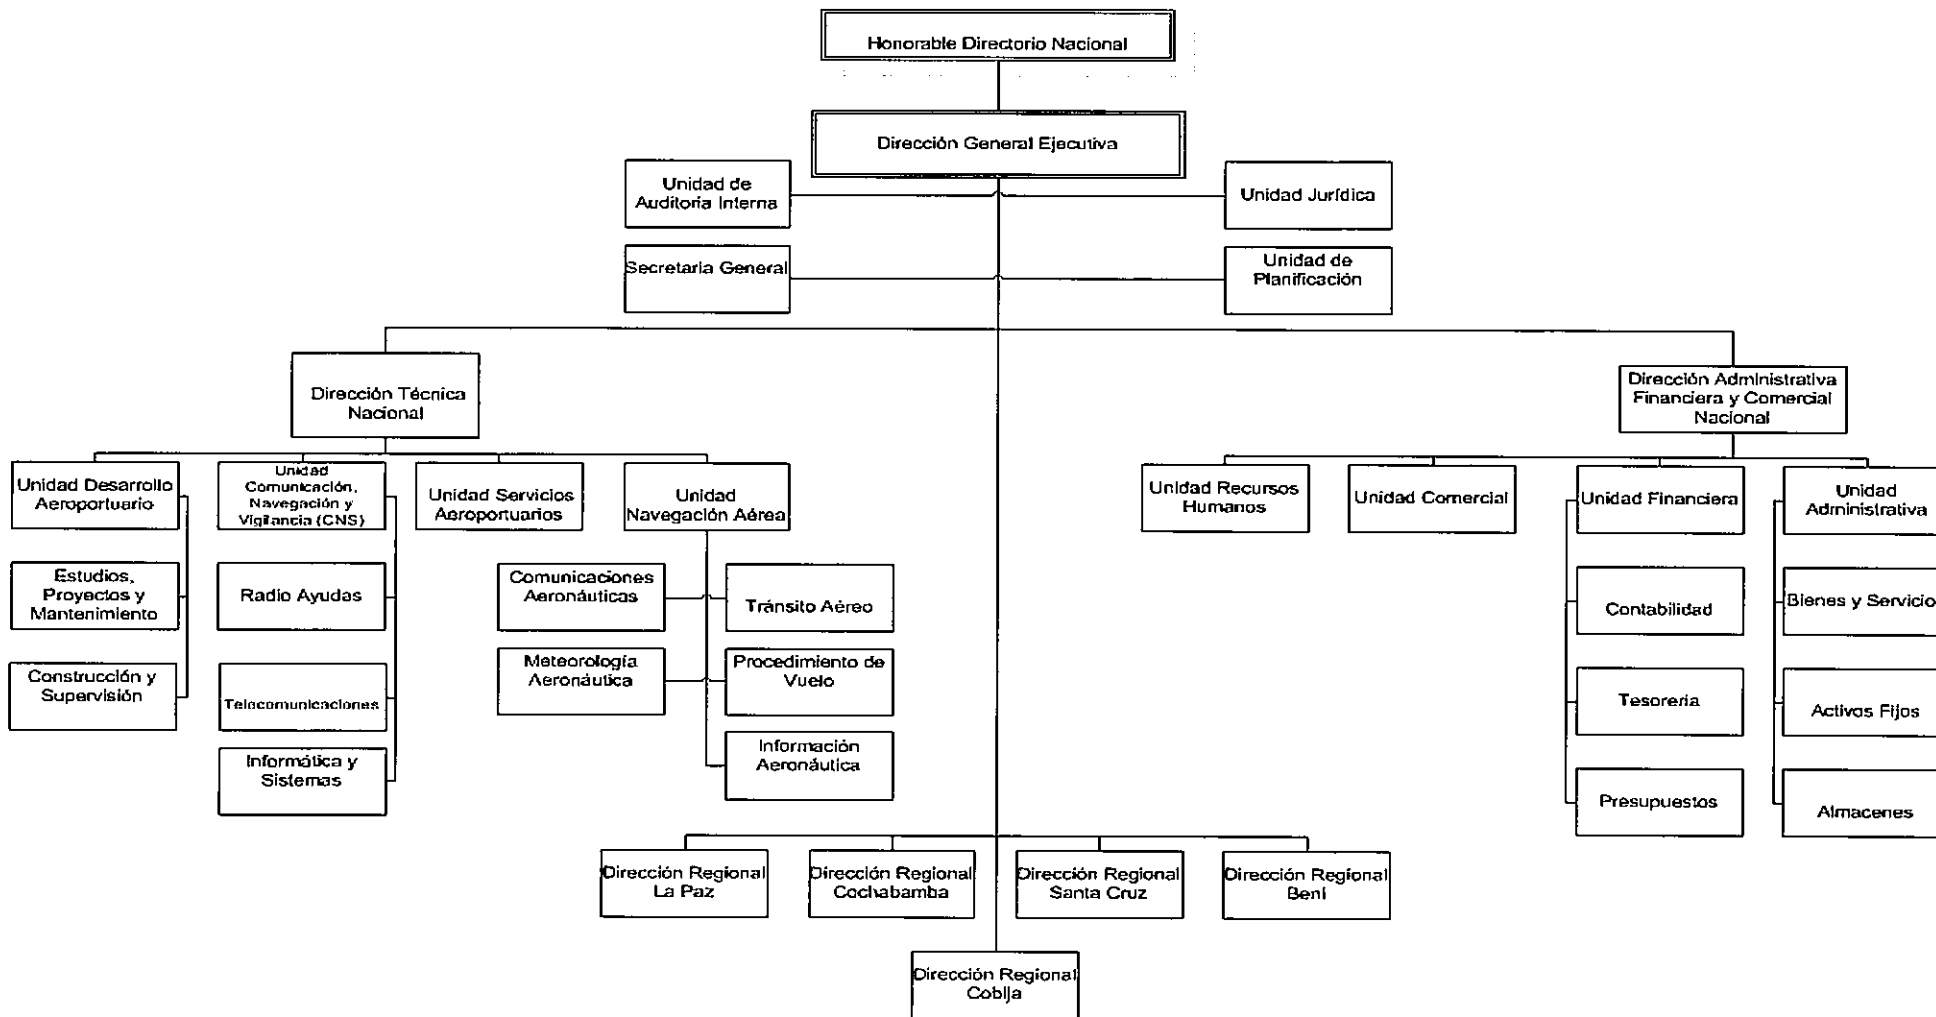 Honorable Directorio Nacional
Dirección General Ejecutiva
Unidad de
Auditoria Interna
Unidad Jurídica
Secretaria General
Unidad de
Planificación
Dirección Técnica
Nacional
Dirección Administrativa
Financiera y Comercial
Nacional
Unidad Desarrollo
Aeroportuario
Unidad
Comunicación,
Navegación y
Vigilancia (CNS)
Unidad Servicios
Aeroportuarios
Unidad
Navegación Aérea
Unidad Recursos
Humanos
Unidad Comercial
Unidad Financiera
Unidad
Administrativa
Estudios,
Proyectos y
Mantenimiento
Radio Ayudas
Comunicaciones
Aeronáuticas
Tránsito Aéreo
Contabilidad
Bienes y Servicio
Construcción y
Supervisión
Telecomunicaciones
Meteorología
Aeronáutica
Procedimiento de
Vuelo
Tesorería
Activos Fijos
Informática y
Sistemas
Información
Aeronáutica
Presupuestos
Almacenes
Dirección Regional
La Paz
Dirección Regional
Cochabamba
Dirección Regional
Santa Cruz
Dirección Regional
Beni
Dirección Regional
Cobija